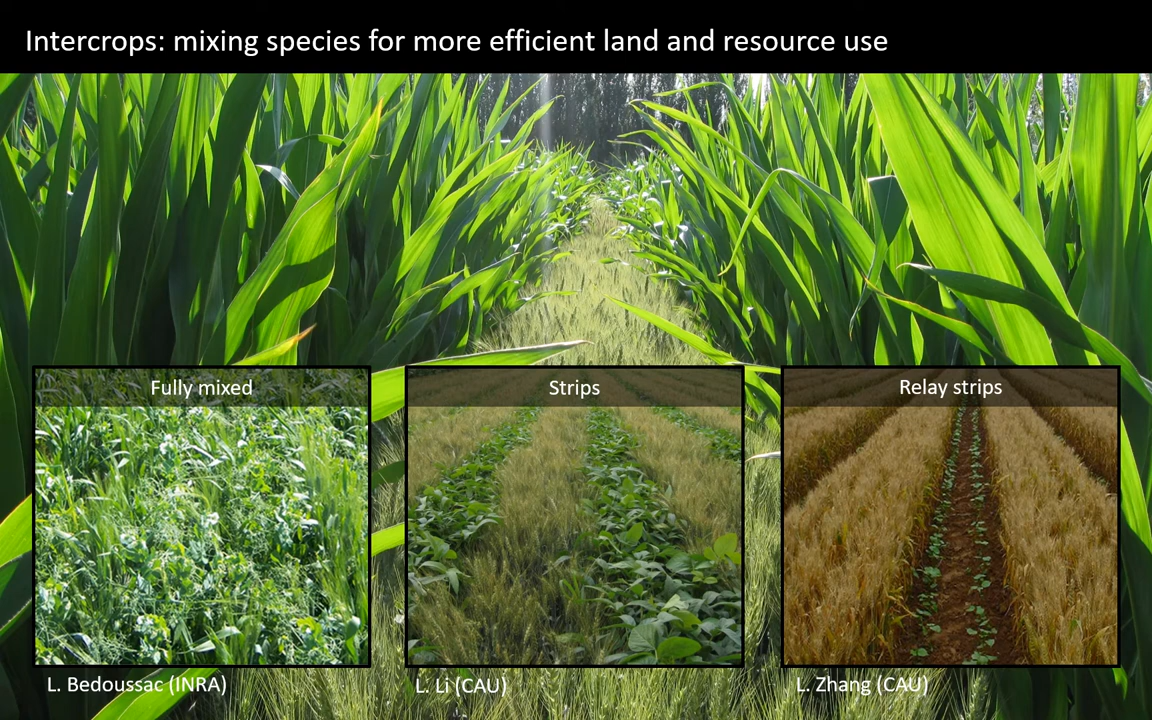 Intercrops: mixing species for more efficient land and resource use
Fully mixed
Strips
Relay strips
L. Bedoussac (INRA)
L. Li (CAU)
L. Zhang (CAU)